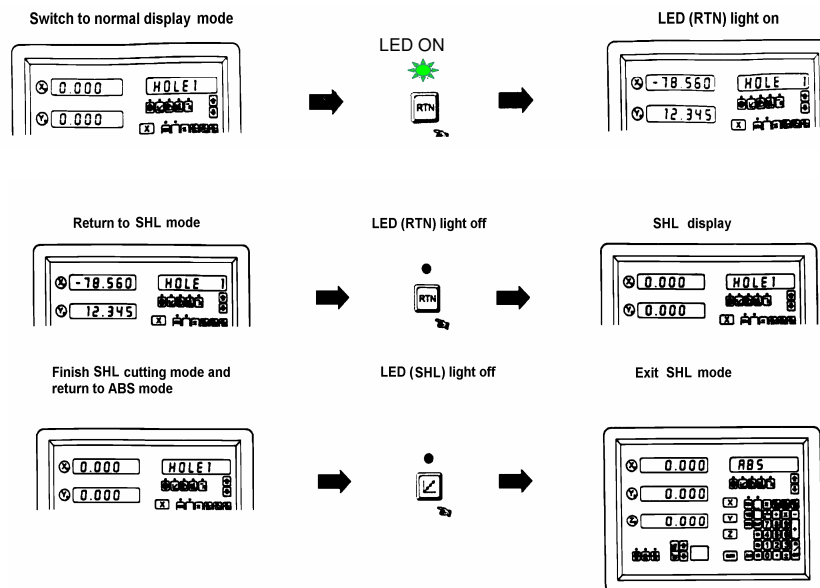 Switch to normal display mode
LED (RTN) light on
LED ON
X 0.000 HOLE1
Y 0.000
X
RTN
X -78.560 HOLE 1
Y 12.345
X
Return to SHL mode
LED (RTN) light off
SHL display
X -78.560 HOLE 1
Y 12.345
X
RTN
X 0.000 HOLE1
Y 0.000
X
Finish SHL cutting mode and
return to ABS mode
LED (SHL) light off
Exit SHL mode
X 0.000 HOLE1
Y 0.000
X
X 0.000 ABS
Y 0.000
Z 0.000
X
Y
Z